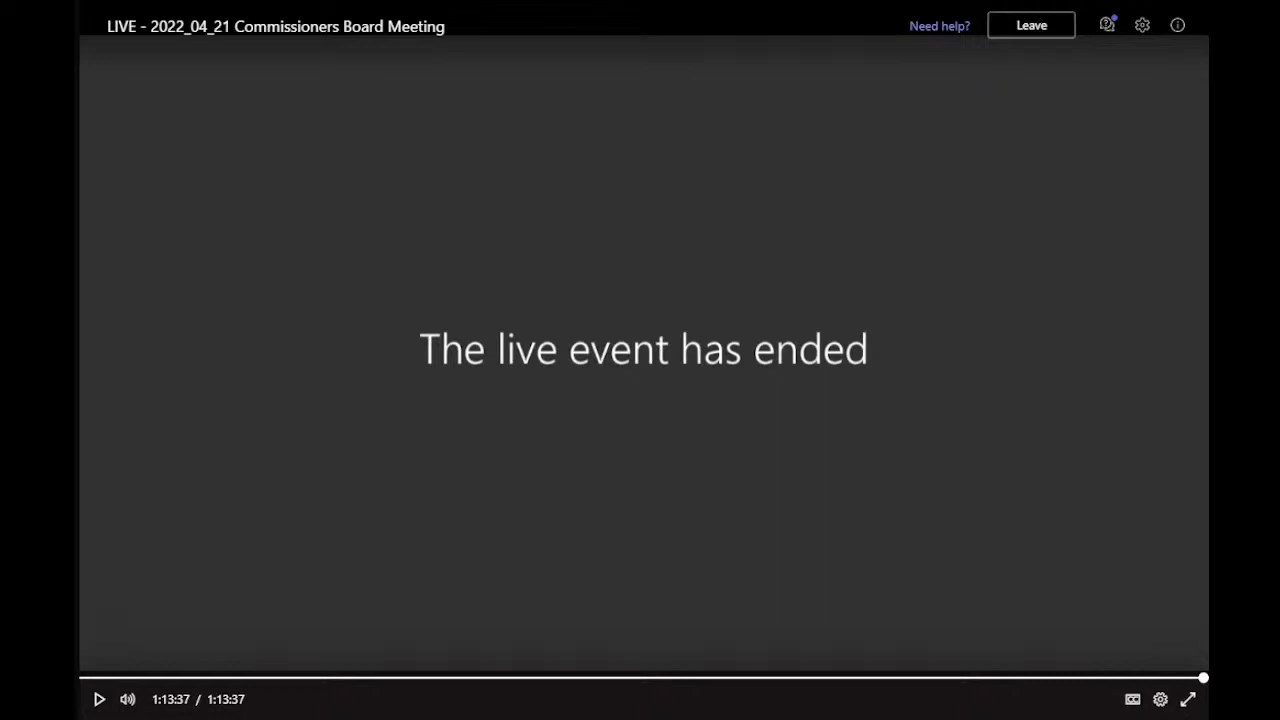 LIVE - 2022_04_21 Commissioners Board Meeting
Need help?
Leave
The live event has ended
1:13:37 / 1:13:37
CC